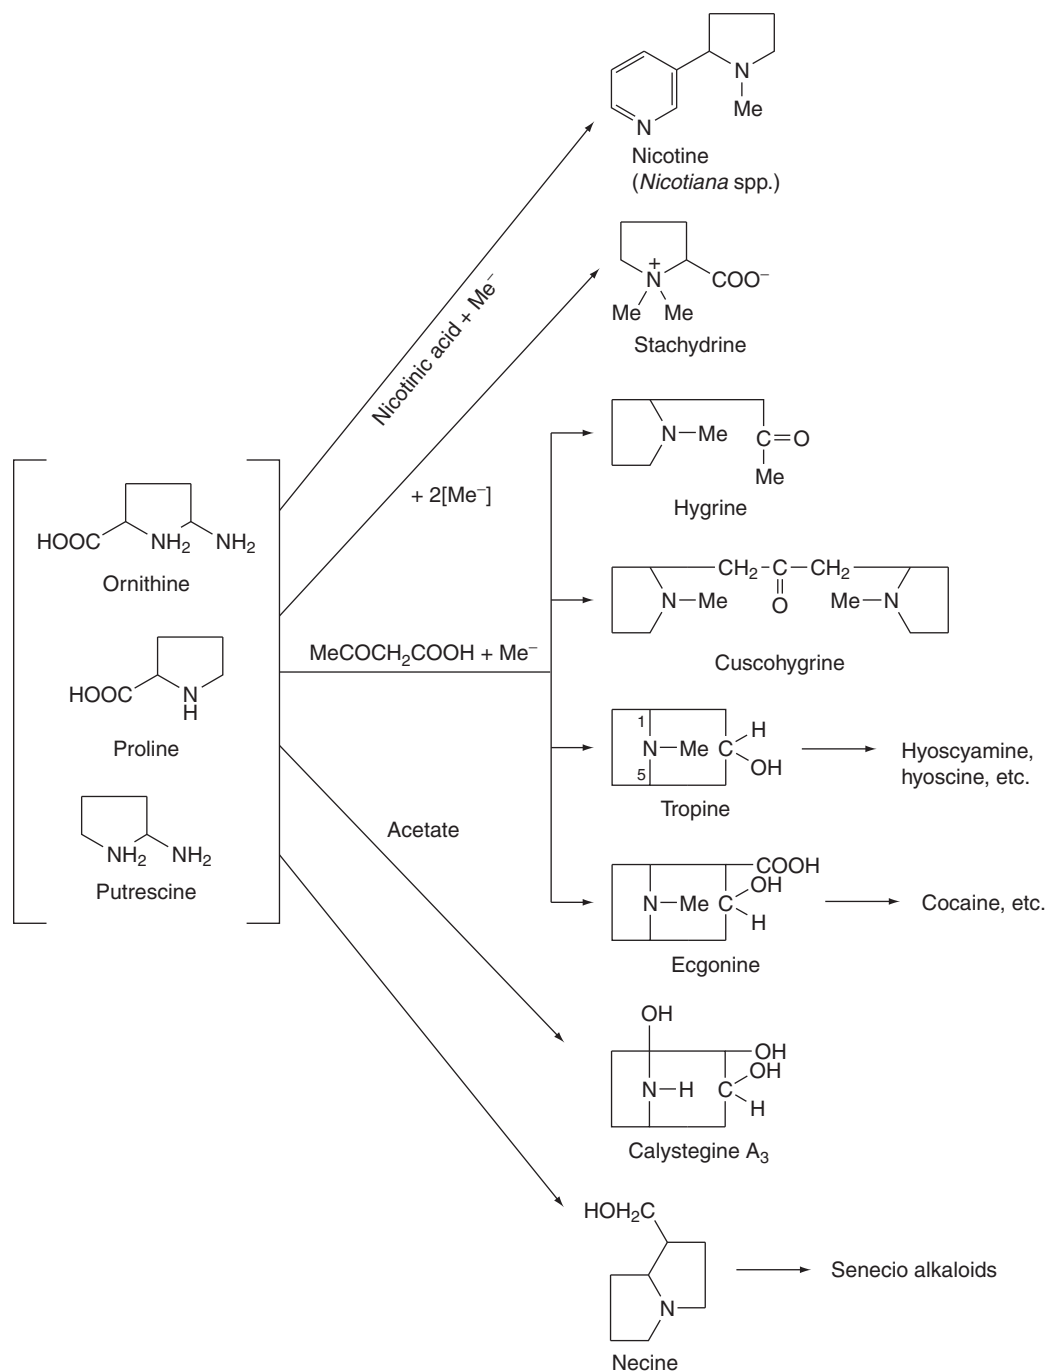 N
N
Me
Nicotine
(Nicotiana spp.)
Nicotinic acid + Me⁻
+
N
COO⁻
Me Me
Stachydrine
+ 2[Me⁻]
N–Me
C=O
Me
Hygrine
HOOC
NH₂
NH₂
Ornithine
CH₂-C–CH₂
N–Me
O
Me–N
Cuscohygrine
MeCOCH₂COOH + Me⁻
HOOC
N
H
Proline
1
H
N–Me C
OH
5
Tropine
Hyoscyamine,
hyoscine, etc.
NH₂
NH₂
Putrescine
Acetate
COOH
OH
N–Me C
H
Ecgonine
Cocaine, etc.
OH
OH
OH
N–H
C
H
Calystegine A₃
HOH₂C
N
Necine
Senecio alkaloids